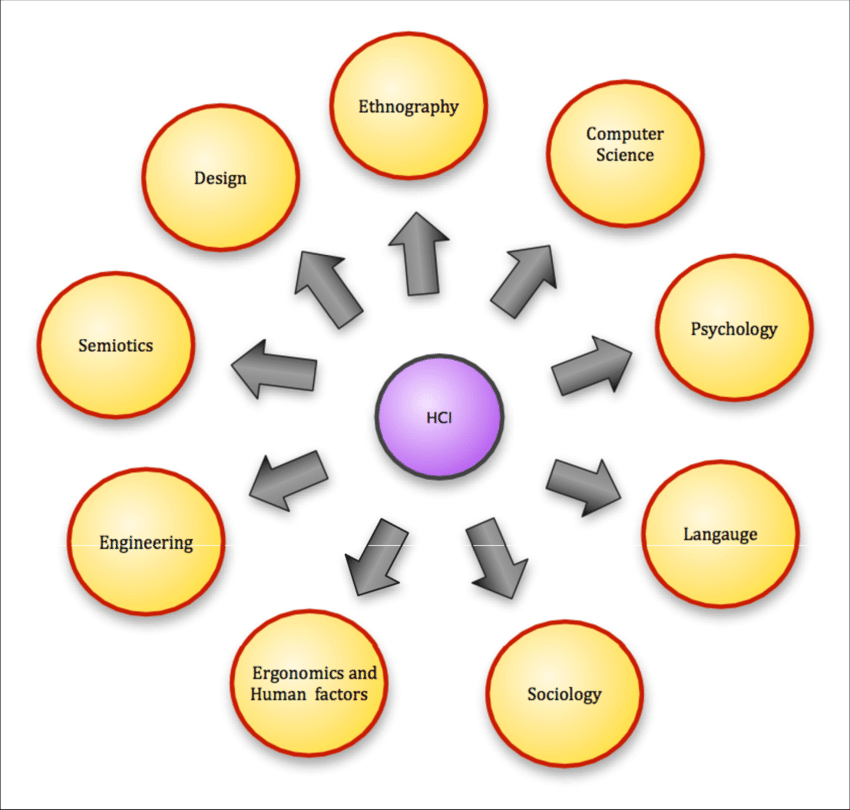 Ethnography
Computer
Science
Design
Psychology
Semiotics
HCI
Langauge
Engineering
Ergonomics and
Human factors
Sociology